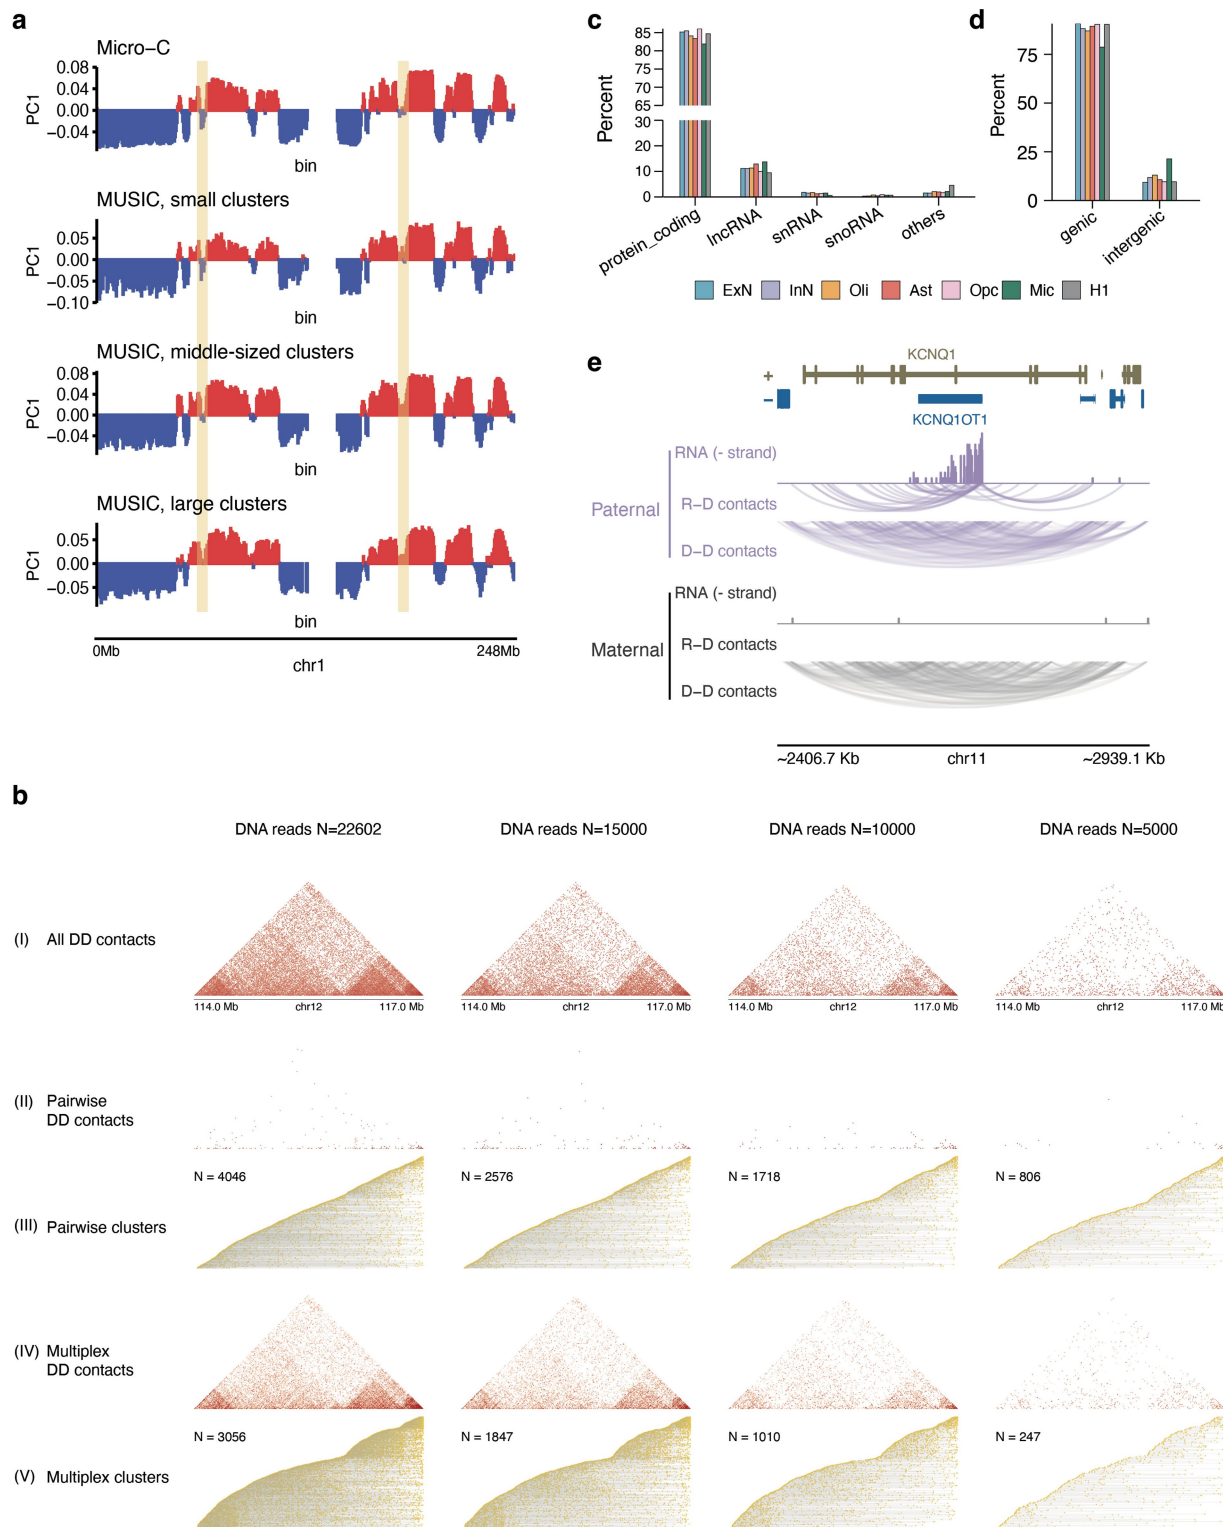 a
Micro–C
0.08
0.04
0.00
−0.04
PC1
bin
MUSIC, small clusters
0.05
0.00
−0.05
−0.10
PC1
bin
MUSIC, middle-sized clusters
0.08
0.04
0.00
−0.04
PC1
bin
MUSIC, large clusters
0.05
0.00
−0.05
PC1
bin
0Mb
248Mb
chr1
c
Percent
85
80
75
70
65
30
20
10
0
protein_coding
lncRNA
snRNA
snoRNA
others
d
Percent
75
50
25
0
genic
intergenic
ExN
InN
Oli
Ast
Opc
Mic
H1
e
KCNQ1
+
−
KCNQ1OT1
Paternal
RNA (- strand)
R−D contacts
D−D contacts
Maternal
RNA (- strand)
R−D contacts
D−D contacts
~2406.7 Kb
chr11
~2939.1 Kb
b
DNA reads N=22602
DNA reads N=15000
DNA reads N=10000
DNA reads N=5000
(I) All DD contacts
114.0 Mb chr12 117.0 Mb
114.0 Mb chr12 117.0 Mb
114.0 Mb chr12 117.0 Mb
114.0 Mb chr12 117.0 Mb
(II) Pairwise
DD contacts
N = 4046
N = 2576
N = 1718
N = 806
(III) Pairwise clusters
(IV) Multiplex
DD contacts
N = 3056
N = 1847
N = 1010
N = 247
(V) Multiplex clusters